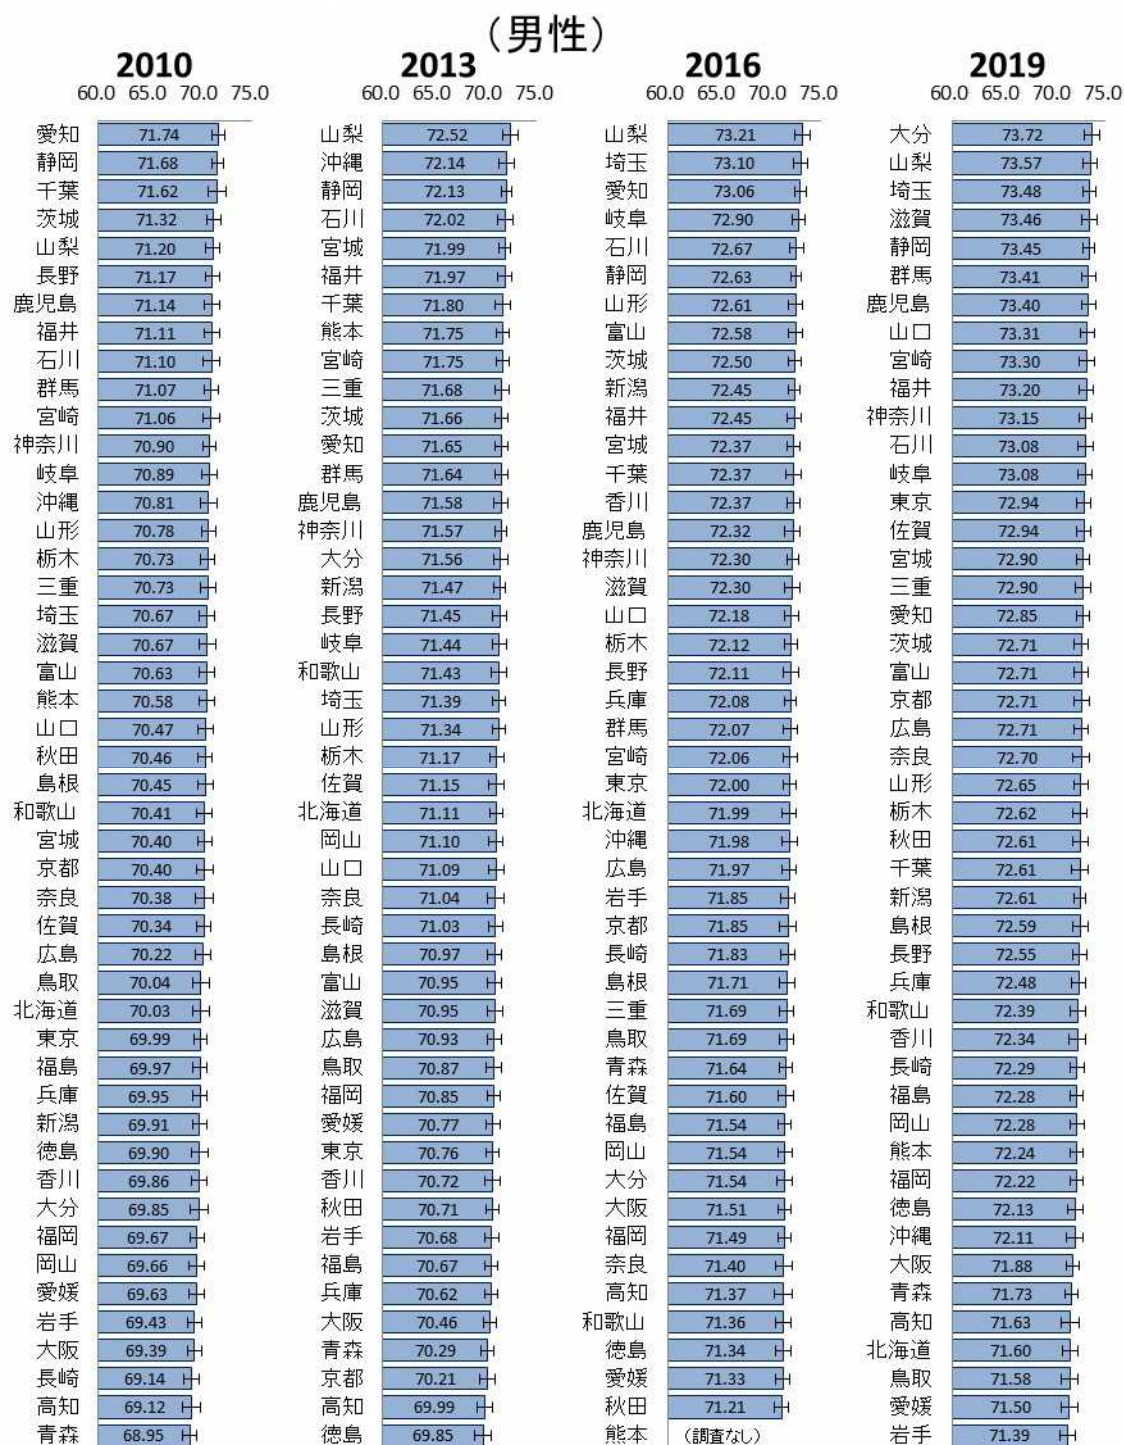 （男性）
2010 2013 2016 2019
60.0 65.0 70.0 75.0 60.0 65.0 70.0 75.0 60.0 65.0 70.0 75.0 60.0 65.0 70.0 75.0
愛知 71.74 山梨 72.52 山梨 73.21 大分 73.72
静岡 71.68 沖縄 72.14 埼玉 73.10 山梨 73.57
千葉 71.62 静岡 72.13 愛知 73.06 埼玉 73.48
茨城 71.32 石川 72.02 岐阜 72.90 滋賀 73.46
山梨 71.20 宮城 71.99 石川 72.67 静岡 73.45
長野 71.17 福井 71.97 静岡 72.63 群馬 73.41
鹿児島 71.14 千葉 71.80 山形 72.61 鹿児島 73.40
福井 71.11 熊本 71.75 富山 72.58 山口 73.31
石川 71.10 宮崎 71.75 茨城 72.50 宮崎 73.30
群馬 71.07 三重 71.68 新潟 72.45 福井 73.20
宮崎 71.06 茨城 71.66 福井 72.45 神奈川 73.15
神奈川 70.90 愛知 71.65 宮城 72.37 石川 73.08
岐阜 70.89 群馬 71.64 千葉 72.37 岐阜 73.08
沖縄 70.81 鹿児島 71.58 香川 72.37 東京 72.94
山形 70.78 神奈川 71.57 鹿児島 72.32 佐賀 72.94
栃木 70.73 大分 71.56 神奈川 72.30 宮城 72.90
三重 70.73 新潟 71.47 滋賀 72.30 三重 72.90
埼玉 70.67 長野 71.45 山口 72.18 愛知 72.85
滋賀 70.67 岐阜 71.44 栃木 72.12 茨城 72.71
富山 70.63 和歌山 71.43 長野 72.11 富山 72.71
熊本 70.58 埼玉 71.39 兵庫 72.08 京都 72.71
山口 70.47 山形 71.34 群馬 72.07 広島 72.71
秋田 70.46 栃木 71.17 宮崎 72.06 奈良 72.70
島根 70.45 佐賀 71.15 東京 72.00 山形 72.65
和歌山 70.41 北海道 71.11 北海道 71.99 栃木 72.62
宮城 70.40 岡山 71.10 沖縄 71.98 秋田 72.61
京都 70.40 山口 71.09 広島 71.97 千葉 72.61
奈良 70.38 奈良 71.04 岩手 71.85 新潟 72.61
佐賀 70.34 長崎 71.03 京都 71.85 島根 72.59
広島 70.22 島根 70.97 長崎 71.83 長野 72.55
鳥取 70.04 富山 70.95 島根 71.71 兵庫 72.48
北海道 70.03 滋賀 70.95 三重 71.69 和歌山 72.39
東京 69.99 広島 70.93 鳥取 71.69 香川 72.34
福島 69.97 鳥取 70.87 青森 71.64 長崎 72.29
兵庫 69.95 福岡 70.85 佐賀 71.60 福島 72.28
新潟 69.91 愛媛 70.77 福島 71.54 岡山 72.28
徳島 69.90 東京 70.76 岡山 71.54 熊本 72.24
香川 69.86 香川 70.72 大分 71.54 福岡 72.22
大分 69.85 秋田 70.71 大阪 71.51 徳島 72.13
福岡 69.67 岩手 70.68 福岡 71.49 沖縄 72.11
岡山 69.66 福島 70.67 奈良 71.40 大阪 71.88
愛媛 69.63 兵庫 70.62 高知 71.37 青森 71.73
岩手 69.43 大阪 70.46 和歌山 71.36 高知 71.63
大阪 69.39 青森 70.29 徳島 71.34 北海道 71.60
長崎 69.14 京都 70.21 愛媛 71.33 鳥取 71.58
高知 69.12 高知 69.99 秋田 71.21 愛媛 71.50
青森 68.95 徳島 69.85 熊本 （調査なし） 岩手 71.39